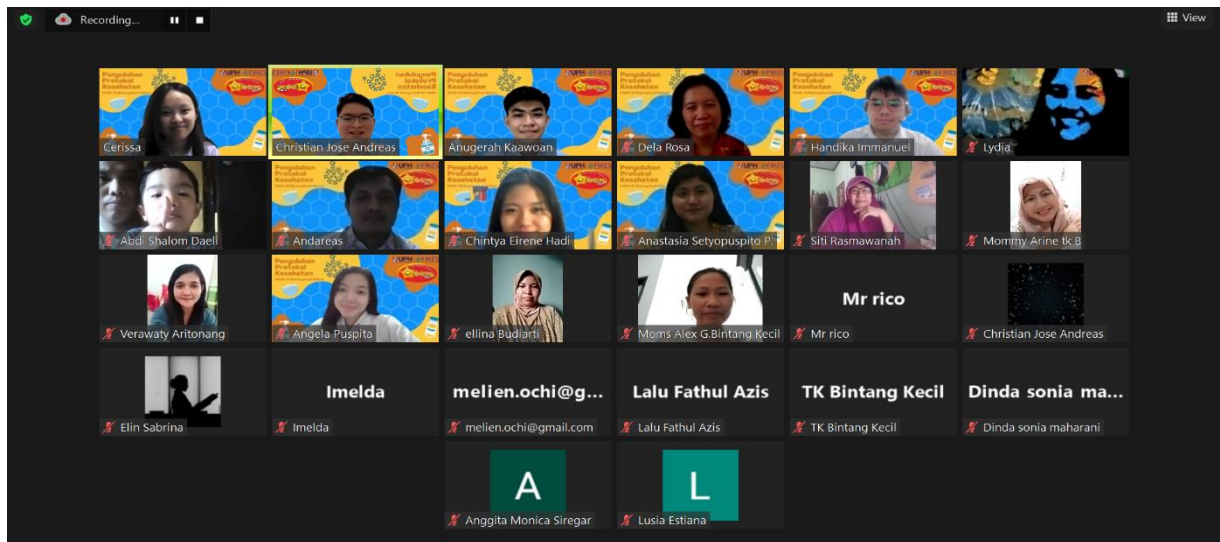 Recording...
View
Penyuluhan
Protokol
Kesehatan
Cerissa
Christian Jose Andreas
Anugerah Kaawoan
Dela Rosa
Handika Immanuel
Lydia
Abdi Shalom Daeli
Andareas
Chintya Eirene Hadi
Anastasia Setyopuspito P.
Siti Rasmawanah
Mommy Arine tk B
Verawaty Aritonang
Angela Puspita
ellina Budiarti
Moms Alex G.Bintang Kecil
Mr rico
Mr rico
Christian Jose Andreas
Elin Sabrina
Imelda
Imelda
melien.ochi@g...
melien.ochi@gmail.com
Lalu Fathul Azis
Lalu Fathul Azis
TK Bintang Kecil
TK Bintang Kecil
Dinda sonia ma...
Dinda sonia maharani
A
Anggita Monica Siregar
L
Lusia Estiana